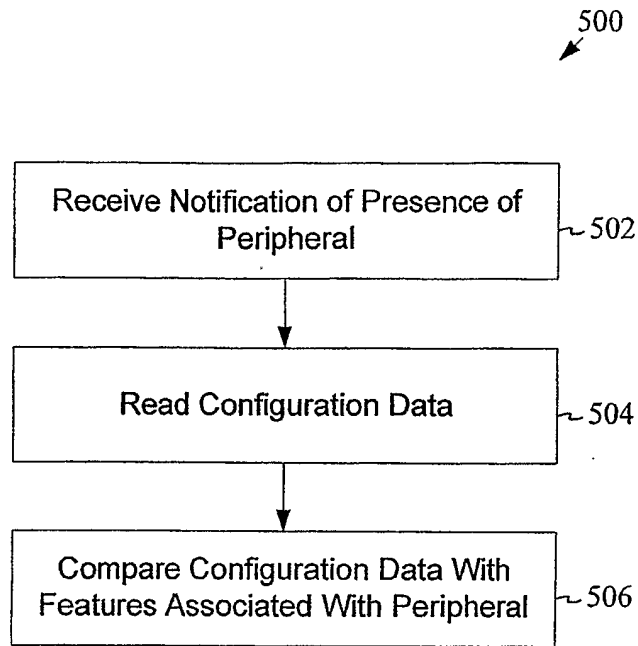 500
Receive Notification of Presence of
Peripheral
502
Read Configuration Data
504
Compare Configuration Data With
Features Associated With Peripheral
506